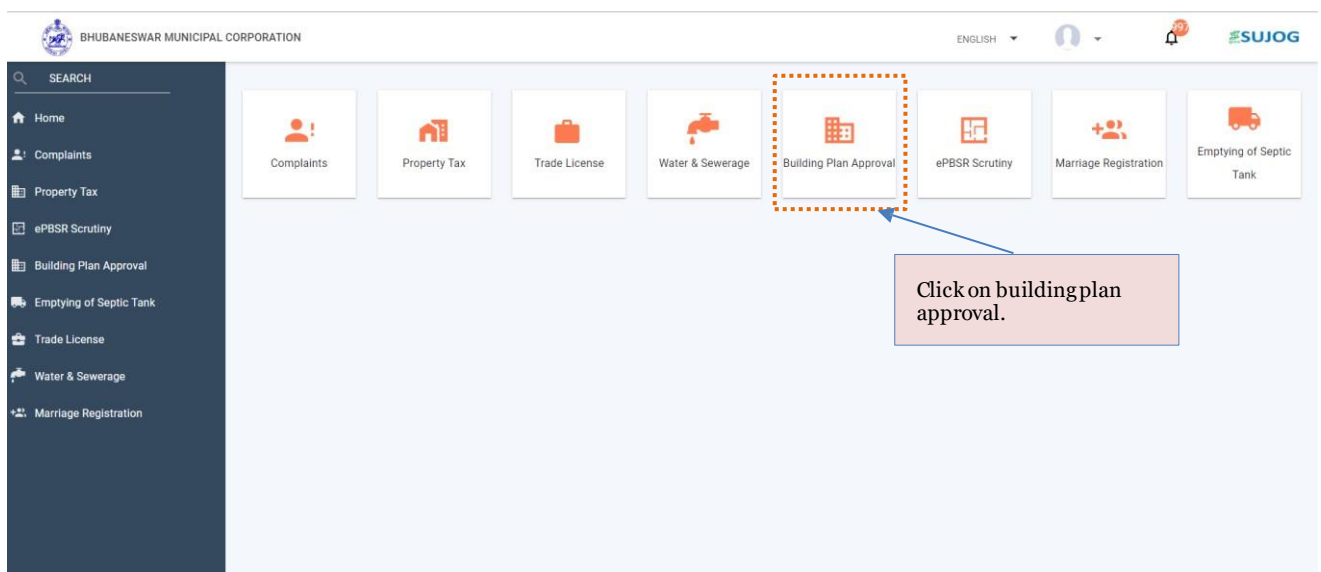 BHUBANESWAR MUNICIPAL CORPORATION
ENGLISH
SUJOG
SEARCH
Home
Complaints
Property Tax
ePBSR Scrutiny
Building Plan Approval
Emptying of Septic Tank
Trade License
Water & Sewerage
Marriage Registration
Complaints
Property Tax
Trade License
Water & Sewerage
Building Plan Approval
ePBSR Scrutiny
Marriage Registration
Emptying of Septic
Tank
Click on building plan
approval.